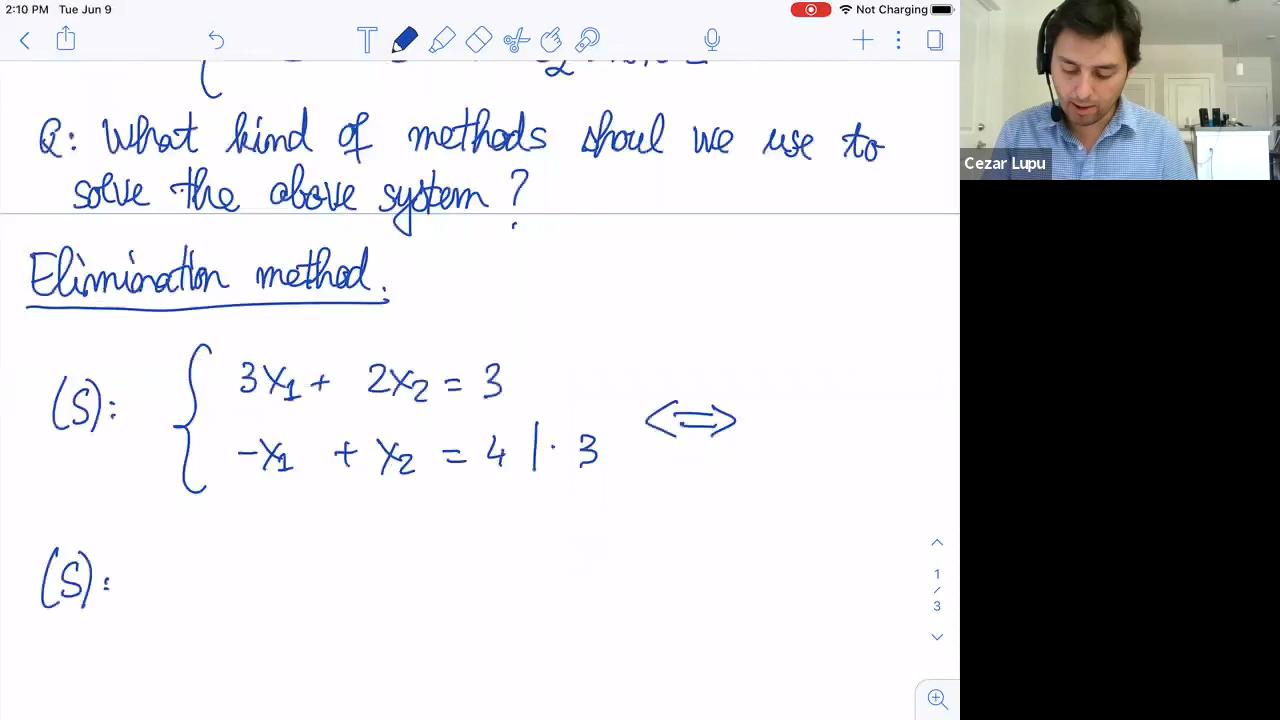 2:10 PM Tue Jun 9
Not Charging
T
Q: What kind of methods shoul we use to
solve the above system?
Cezar Lupu
Elimination method.
(S): { 3x₁ + 2x₂ = 3
-x₁ + x₂ = 4 | · 3 ⟺
(S):
1
/
3